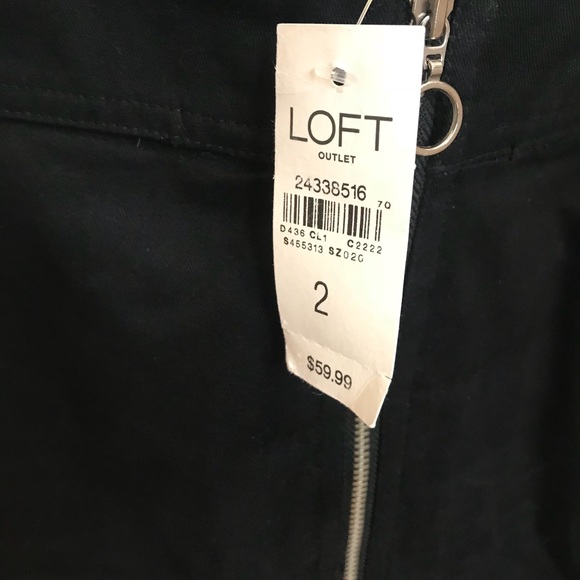 LOFT
OUTLET
24338516 70
D436 CL1 C2222
S455313 SZ020
2
$59.99